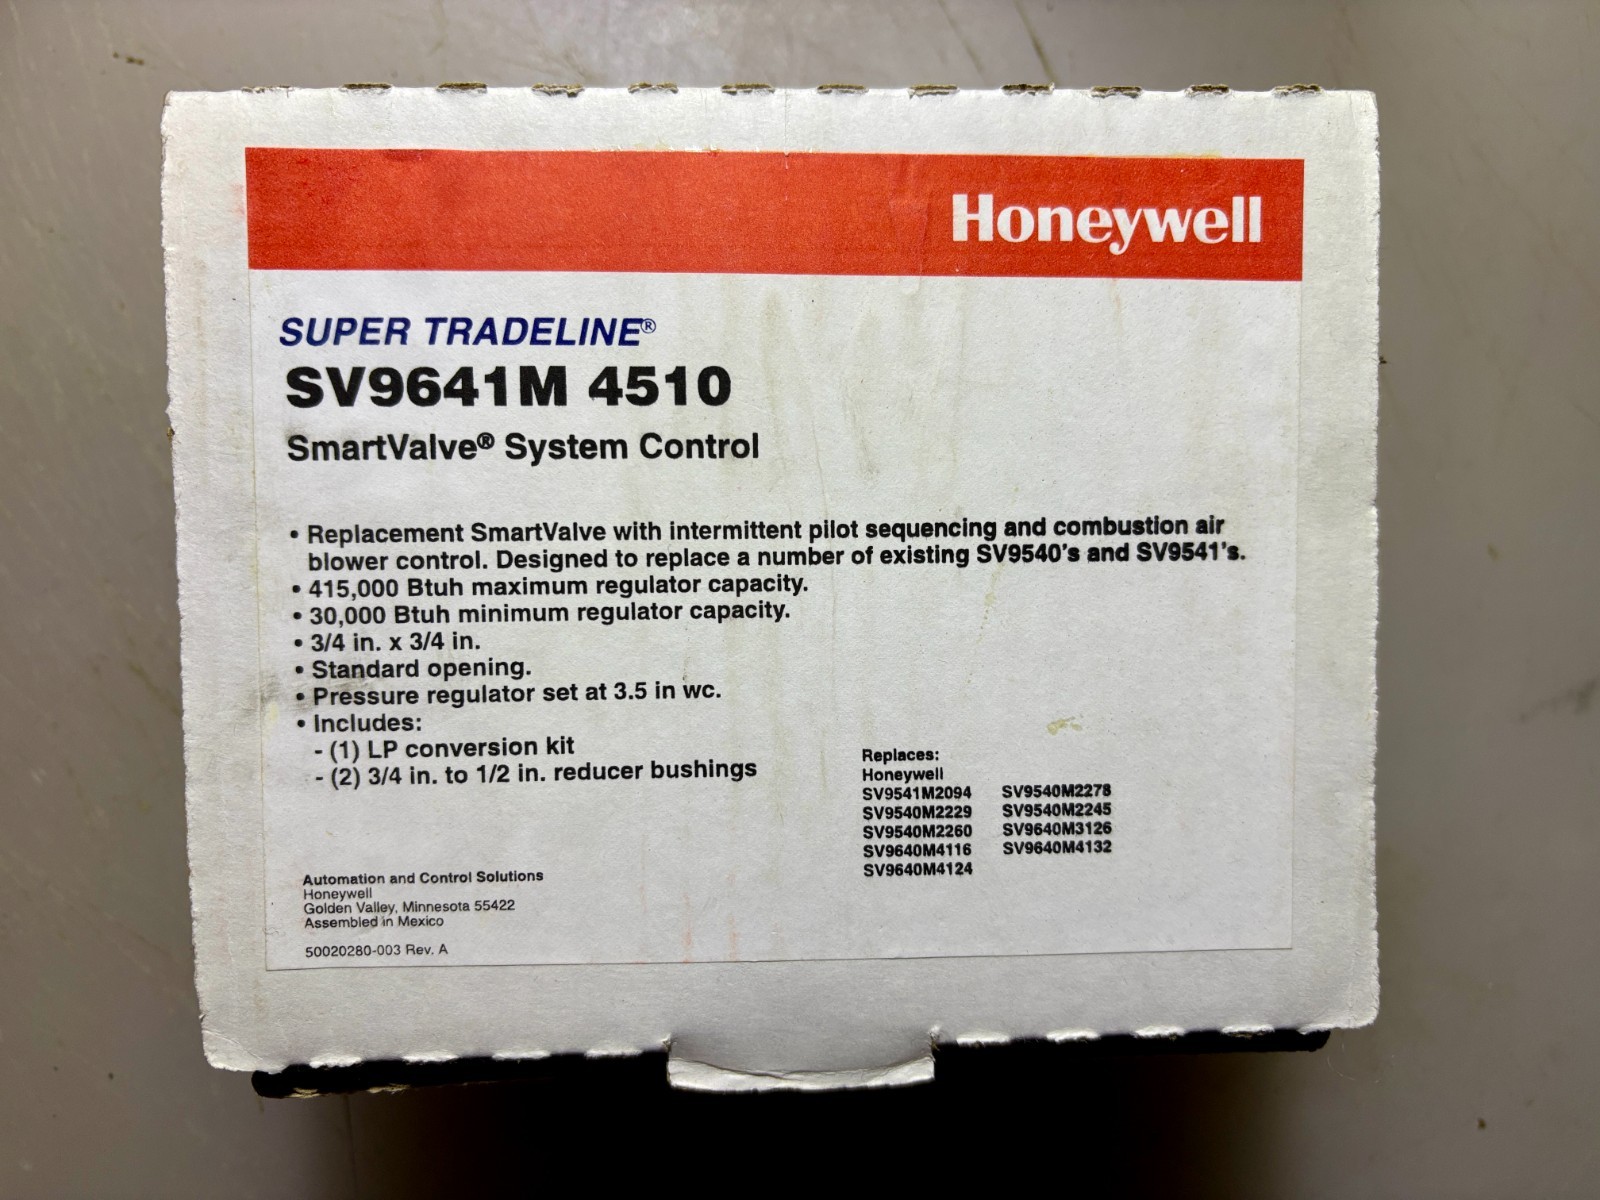 Honeywell
SUPER TRADELINE®
SV9641M 4510
SmartValve® System Control
• Replacement SmartValve with intermittent pilot sequencing and combustion air
blower control. Designed to replace a number of existing SV9540's and SV9541's.
• 415,000 Btuh maximum regulator capacity.
• 30,000 Btuh minimum regulator capacity.
• 3/4 in. x 3/4 in.
• Standard opening.
• Pressure regulator set at 3.5 in wc.
• Includes:
- (1) LP conversion kit
- (2) 3/4 in. to 1/2 in. reducer bushings
Replaces:
Honeywell
SV9541M2094 SV9540M2278
SV9540M2229 SV9540M2245
SV9540M2260 SV9640M3126
SV9640M4116 SV9640M4132
SV9640M4124
Automation and Control Solutions
Honeywell
Golden Valley, Minnesota 55422
Assembled in Mexico
50020280-003 Rev. A